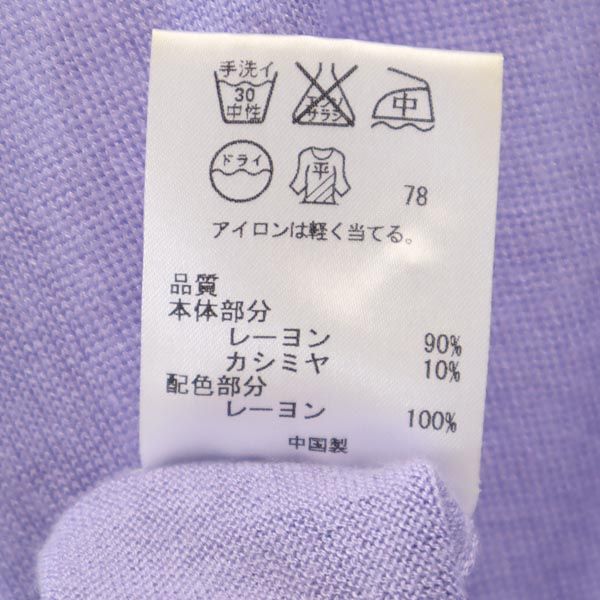 手洗イ
30
中性
エンソ
サラシ
中
ドライ
平
78
アイロンは軽く当てる。
品質
本体部分
レーヨン 90%
カシミヤ 10%
配色部分
レーヨン 100%
中国製